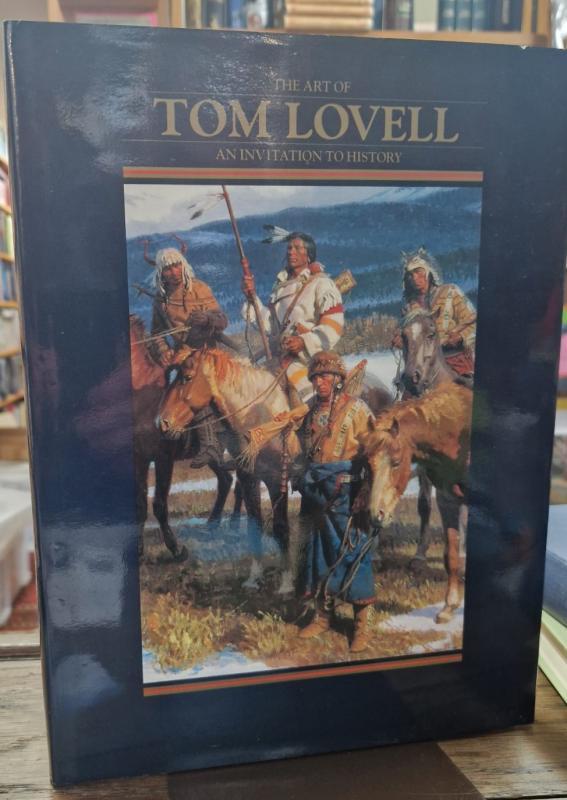 THE ART OF
TOM LOVELL
AN INVITATION TO HISTORY